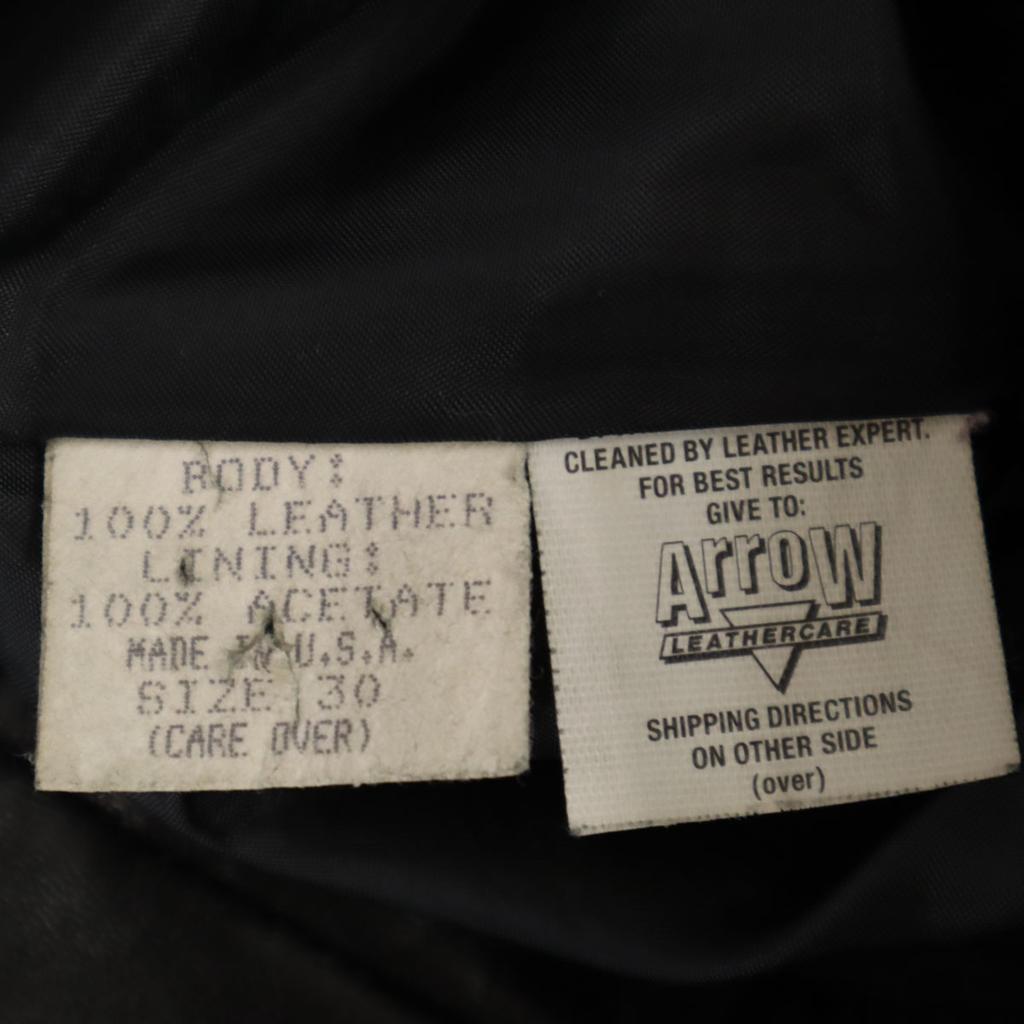 BODY:
100% LEATHER
LINING:
100% ACETATE
MADE IN U.S.A.
SIZE 30
(CARE OVER)
CLEANED BY LEATHER EXPERT.
FOR BEST RESULTS
GIVE TO:
ArroW
LEATHERCARE
SHIPPING DIRECTIONS
ON OTHER SIDE
(over)